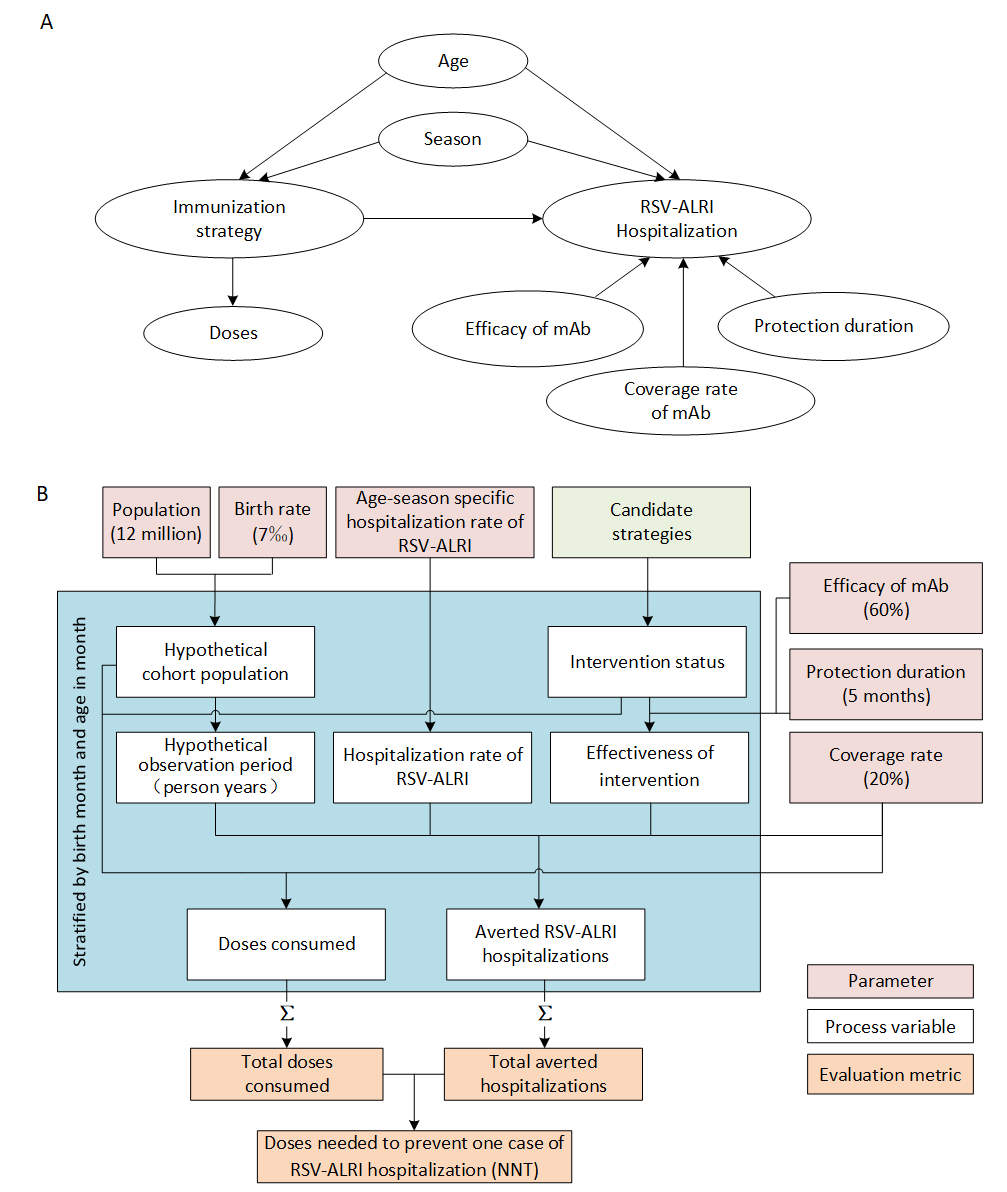 A
Age
Season
Immunization
strategy
RSV-ALRI
Hospitalization
Doses
Efficacy of mAb
Protection duration
Coverage rate
of mAb
B
Population
(12 million)
Birth rate
(7‰)
Age-season specific
hospitalization rate of
RSV-ALRI
Candidate
strategies
Efficacy of mAb
(60%)
Protection duration
(5 months)
Coverage rate
(20%)
Stratified by birth month and age in month
Hypothetical
cohort population
Intervention status
Hypothetical
observation period
（person years）
Hospitalization rate of
RSV-ALRI
Effectiveness of
intervention
Doses consumed
Averted RSV-ALRI
hospitalizations
Σ
Σ
Total doses
consumed
Total averted
hospitalizations
Doses needed to prevent one case of
RSV-ALRI hospitalization (NNT)
Parameter
Process variable
Evaluation metric